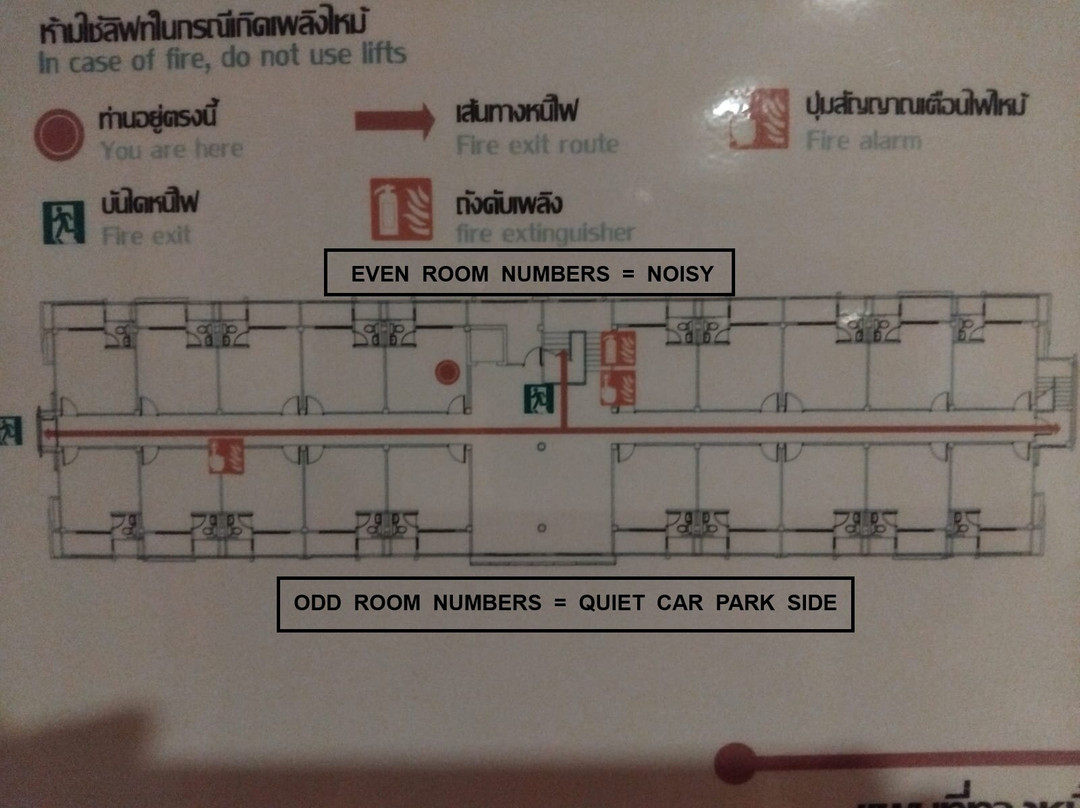 ห้ามใช้ลิฟท์ในกรณีเกิดเพลิงไหม้
In case of fire, do not use lifts
ท่านอยู่ตรงนี้
You are here
เส้นทางหนีไฟ
Fire exit route
ปุ่มสัญญาณเตือนไฟไหม้
Fire alarm
บันไดหนีไฟ
Fire exit
ถังดับเพลิง
fire extinguisher
EVEN ROOM NUMBERS = NOISY
ODD ROOM NUMBERS = QUIET CAR PARK SIDE